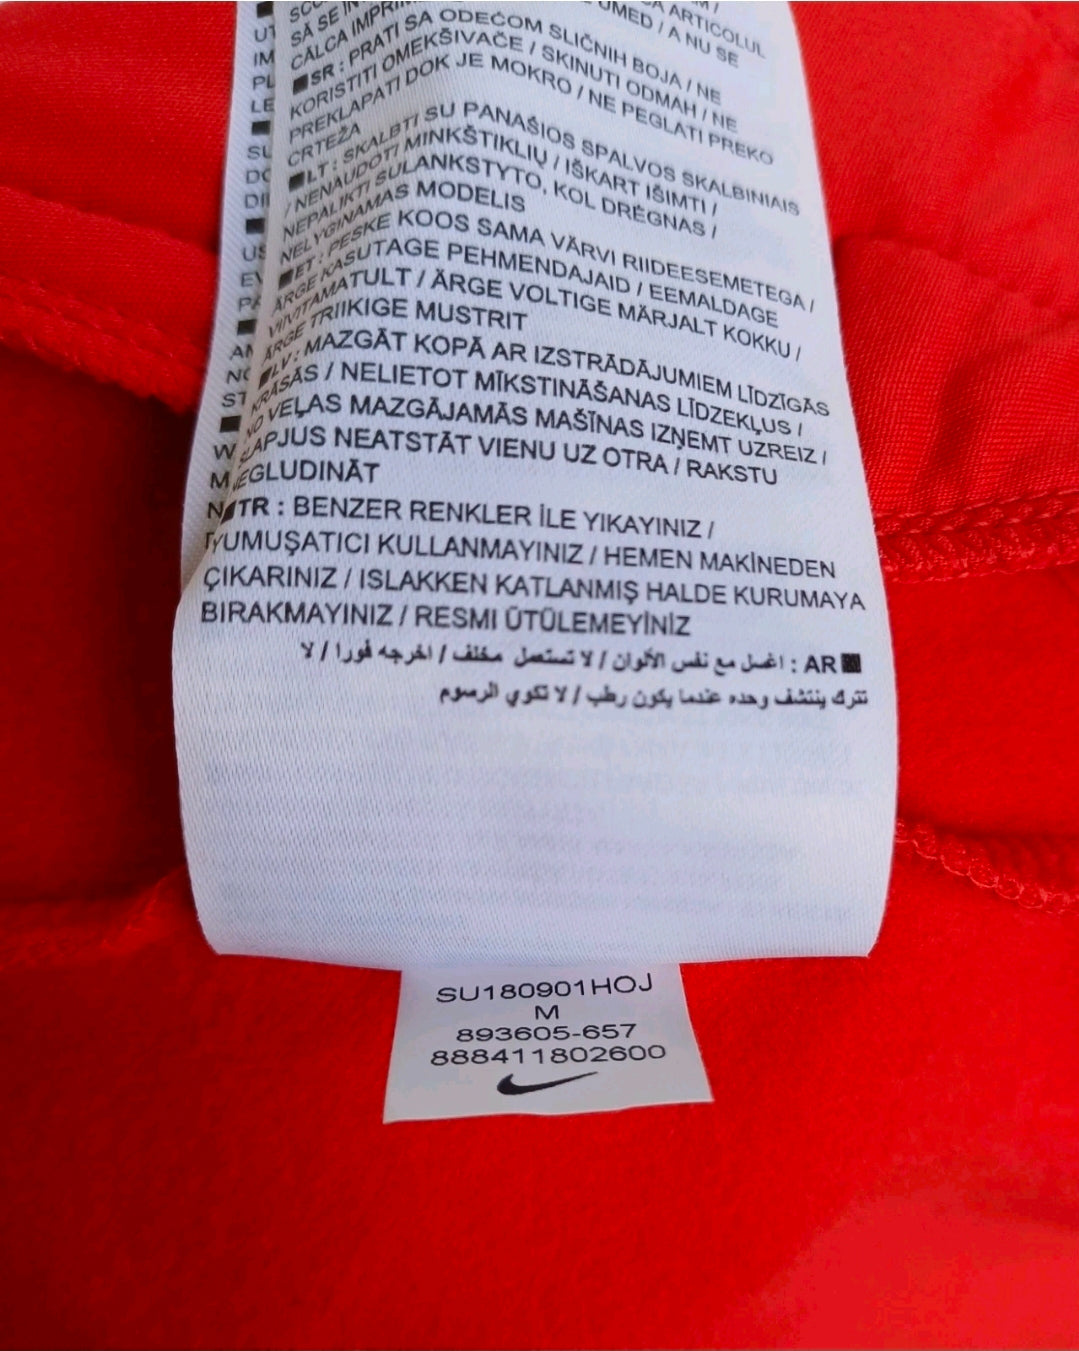 SĂ SE
CĂLCA
UMED / A NU SE
ARTICOLUL
SR : PRATI SA ODEĆOM SLIČNIH BOJA / NE
KORISTITI OMEKŠIVAČE / SKINUTI ODMAH / NE
PREKLAPATI DOK JE MOKRO / NE PEGLATI PREKO
CRTEŽA
LT : SKALBTI SU PANAŠIOS SPALVOS SKALBINIAIS
/ NENAUDOTI MINKŠTIKLIŲ / IŠKART IŠIMTI /
NEPALIKTI SULANKSTYTO, KOL DRĖGNAS /
NELYGINAMAS MODELIS
ET : PESKE KOOS SAMA VÄRVI RIIDEESEMETEGA /
ÄRGE KASUTAGE PEHMENDAJAID / EEMALDAGE
VIIVITAMATULT / ÄRGE VOLTIGE MÄRJALT KOKKU /
ÄRGE TRIIKIGE MUSTRIT
LV : MAZGĀT KOPĀ AR IZSTRĀDĀJUMIEM LĪDZĪGĀS
KRĀSĀS / NELIETOT MĪKSTINĀŠANAS LĪDZEKĻUS /
NO VEĻAS MAZGĀJAMĀS MAŠĪNAS IZŅEMT UZREIZ /
SLAPJUS NEATSTĀT VIENU UZ OTRA / RAKSTU
NEGLUDINĀT
TR : BENZER RENKLER İLE YIKAYINIZ /
YUMUŞATICI KULLANMAYINIZ / HEMEN MAKİNEDEN
ÇIKARINIZ / ISLAKKEN KATLANMIŞ HALDE KURUMAYA
BIRAKMAYINIZ / RESMI ÜTÜLEMEYİNİZ
AR : اغسل مع نفس الألوان / لا تستعمل مخلف / اخرجه فورا / لا
تترك ينتشف وحده عندما يكون رطب / لا تكوي الرسوم
SU180901HOJ
M
893605-657
888411802600